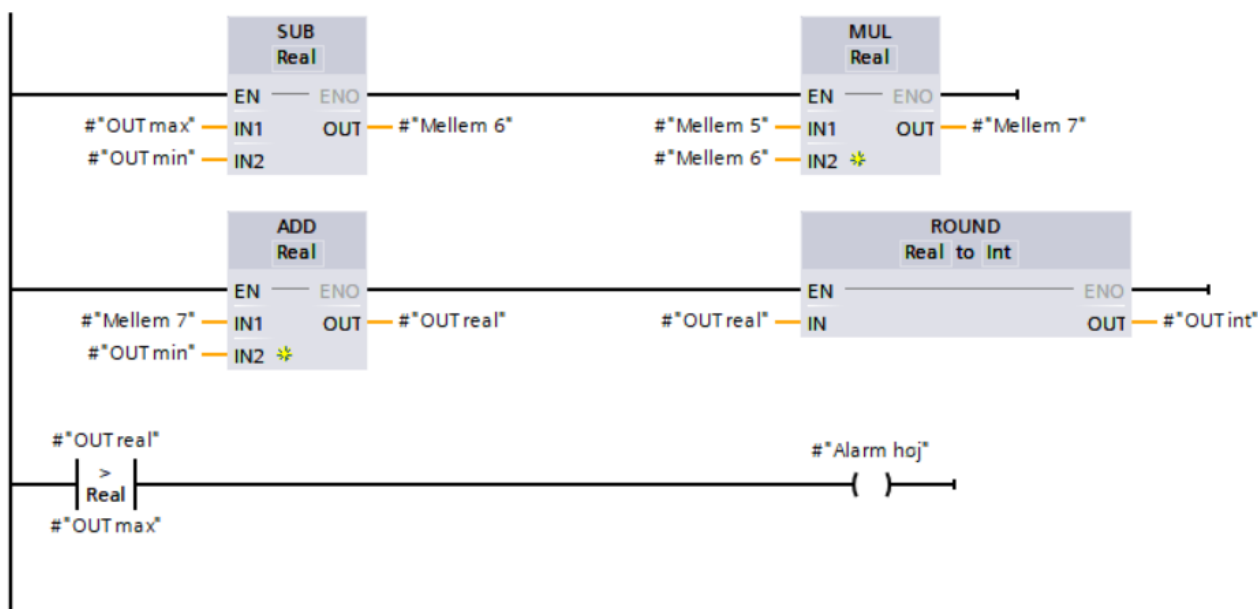 SUB
Real
MUL
Real
EN ENO
EN ENO
#"OUT max" IN1 OUT #"Mellem 6"
#"Mellem 5" IN1 OUT #"Mellem 7"
#"OUT min" IN2
#"Mellem 6" IN2
ADD
Real
ROUND
Real to Int
EN ENO
EN ENO
#"Mellem 7" IN1 OUT #"OUT real"
#"OUT real" IN OUT #"OUT int"
#"OUT min" IN2
#"OUT real"
>
Real
#"OUT max"
#"Alarm hoj"
( )